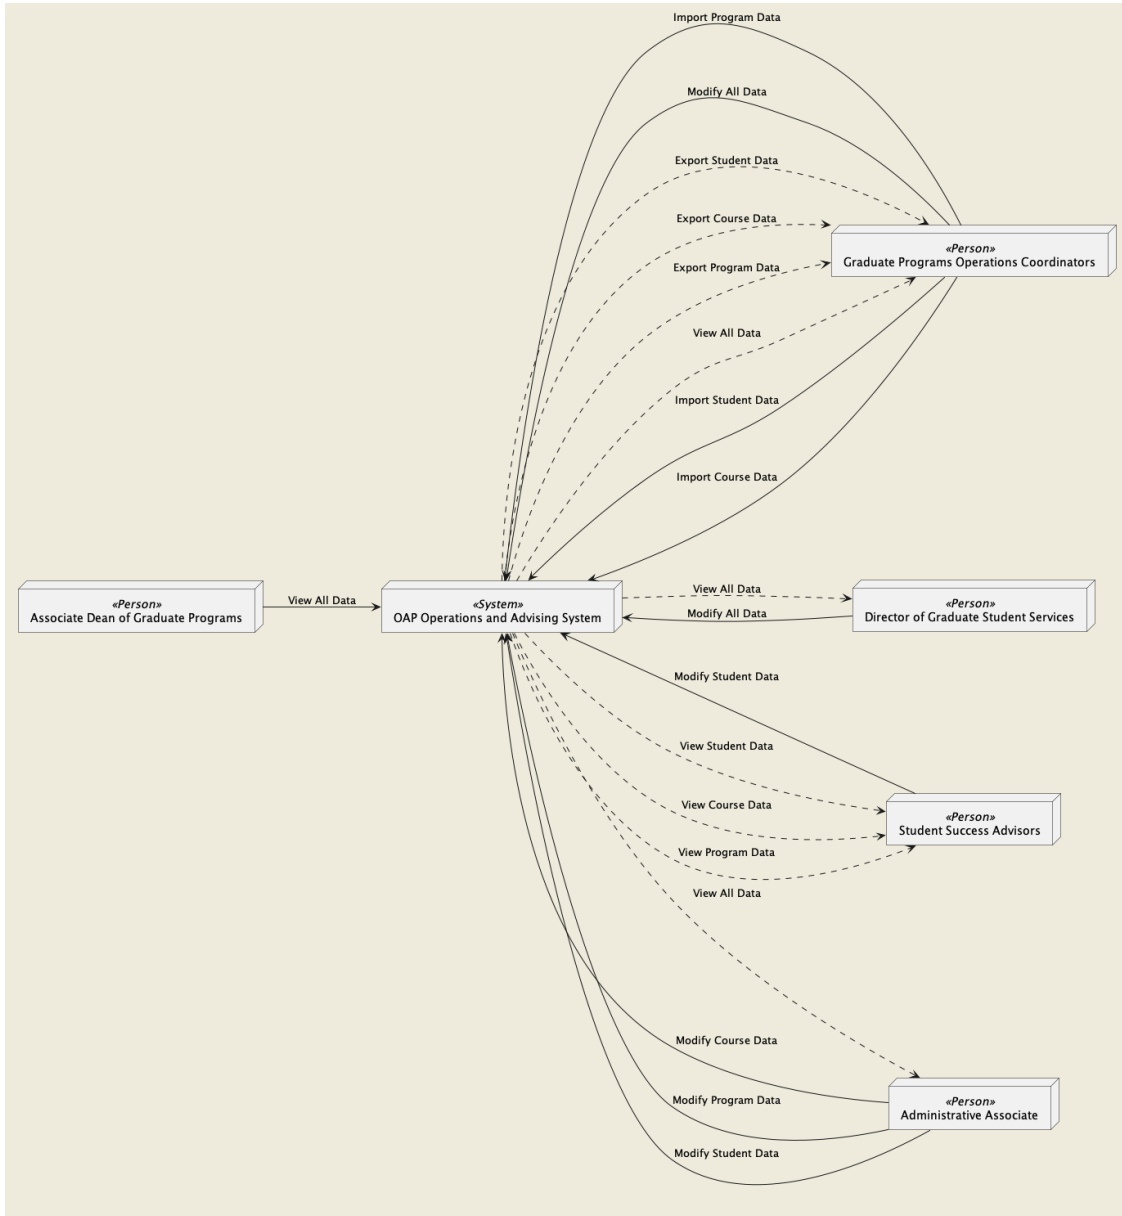 Import Program Data
Modify All Data
Export Student Data
Export Course Data
«Person»
Graduate Programs Operations Coordinators
Export Program Data
View All Data
Import Student Data
Import Course Data
«Person»
Associate Dean of Graduate Programs
View All Data
«System»
OAP Operations and Advising System
View All Data
Modify All Data
«Person»
Director of Graduate Student Services
Modify Student Data
View Student Data
View Course Data
«Person»
Student Success Advisors
View Program Data
View All Data
Modify Course Data
Modify Program Data
«Person»
Administrative Associate
Modify Student Data